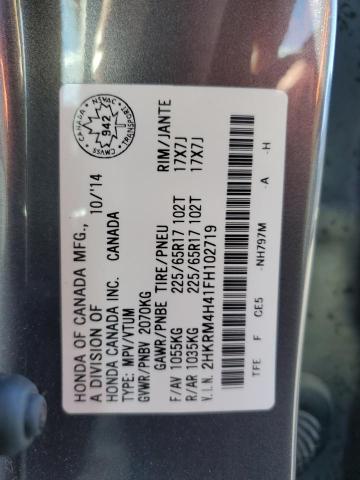 HONDA OF CANADA MFG., 10/'14
A DIVISION OF
HONDA CANADA INC. CANADA
TYPE: MPV/VTUM
GVWR/PNBV 2070KG
GAWR/PNBE TIRE/PNEU RIM/JANTE
F/AV 1055KG 225/65R17 102T 17X7J
R/AR 1035KG 225/65R17 102T 17X7J
V.I.N. 2HKRM4H41FH102719
TFE F CE5 -NH797M -A -H
CANADA
NSVAC
942
CMVSS
TRANSPORT